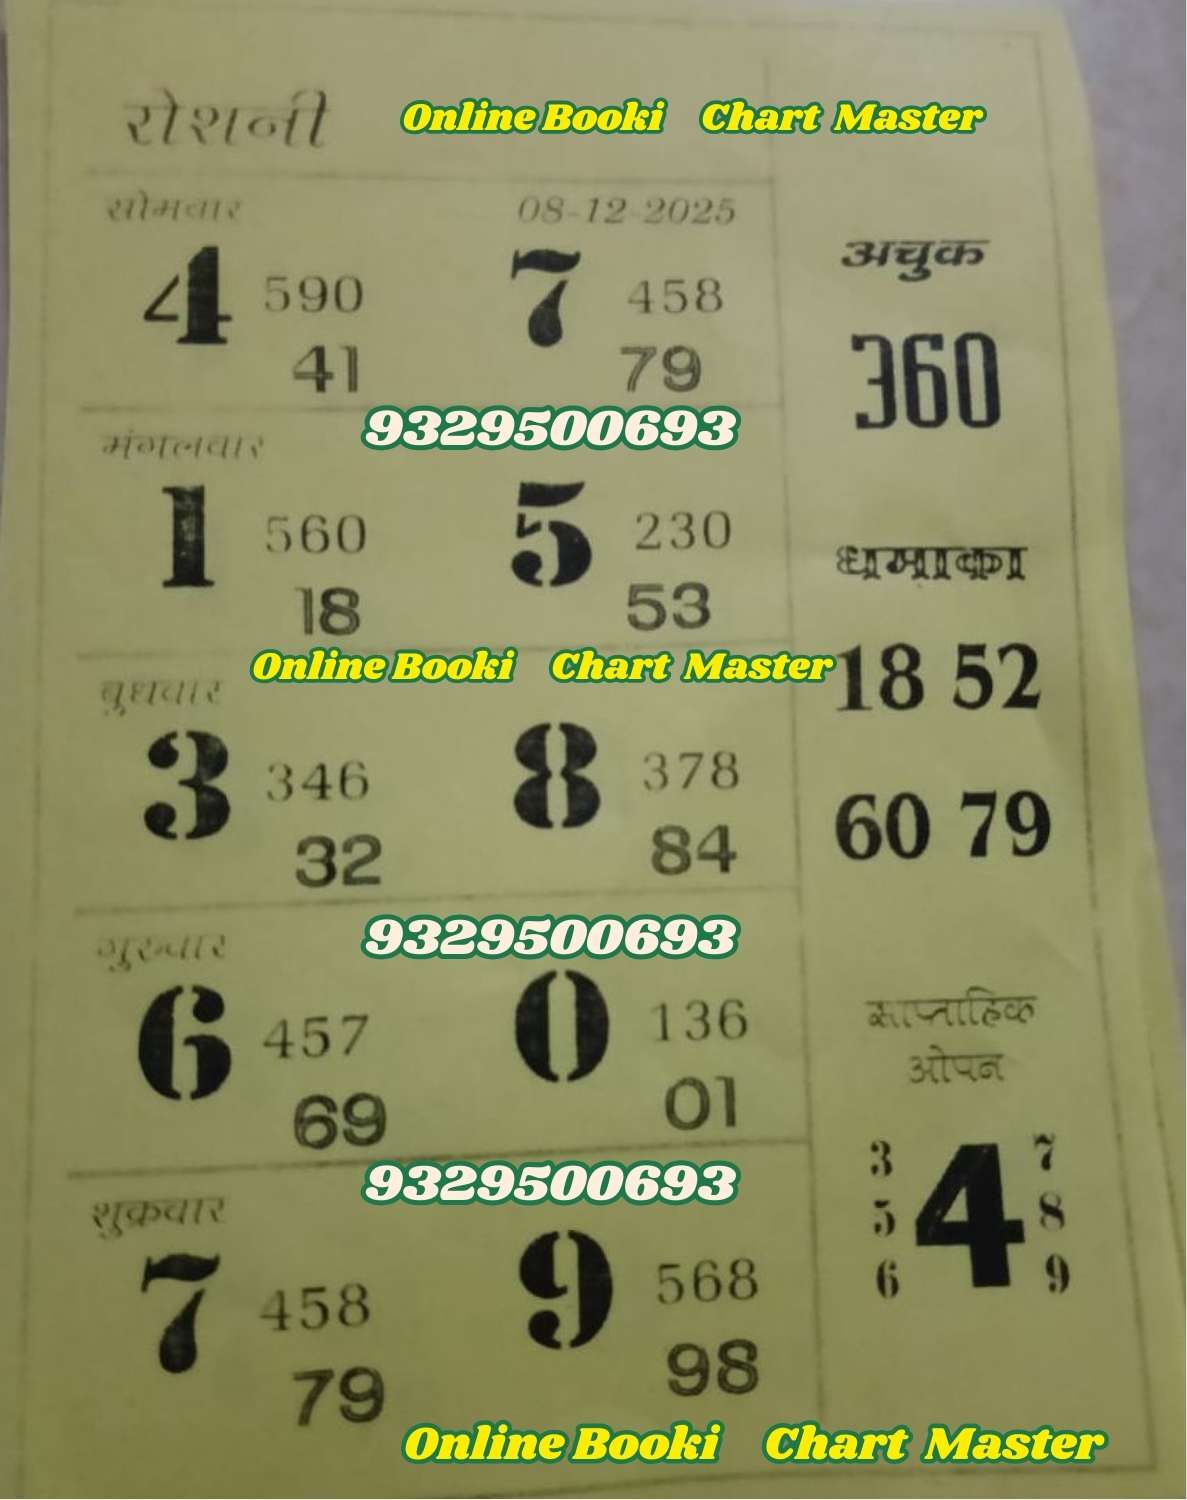 रोशनी Online Booki Chart Master
सोमवार 08-12-2025
4 590 7 458
41 79
9329500693
मंगलवार
1 560 5 230
18 53
Online Booki Chart Master
बुधवार
3 346 8 378
32 84
9329500693
गुरुवार
6 457 0 136
69 01
9329500693
शुक्रवार
7 458 9 568
79 98
Online Booki Chart Master
अचुक
360
धमाका
18 52
60 79
साप्ताहिक
ओपन
3 7
5 4 8
6 9